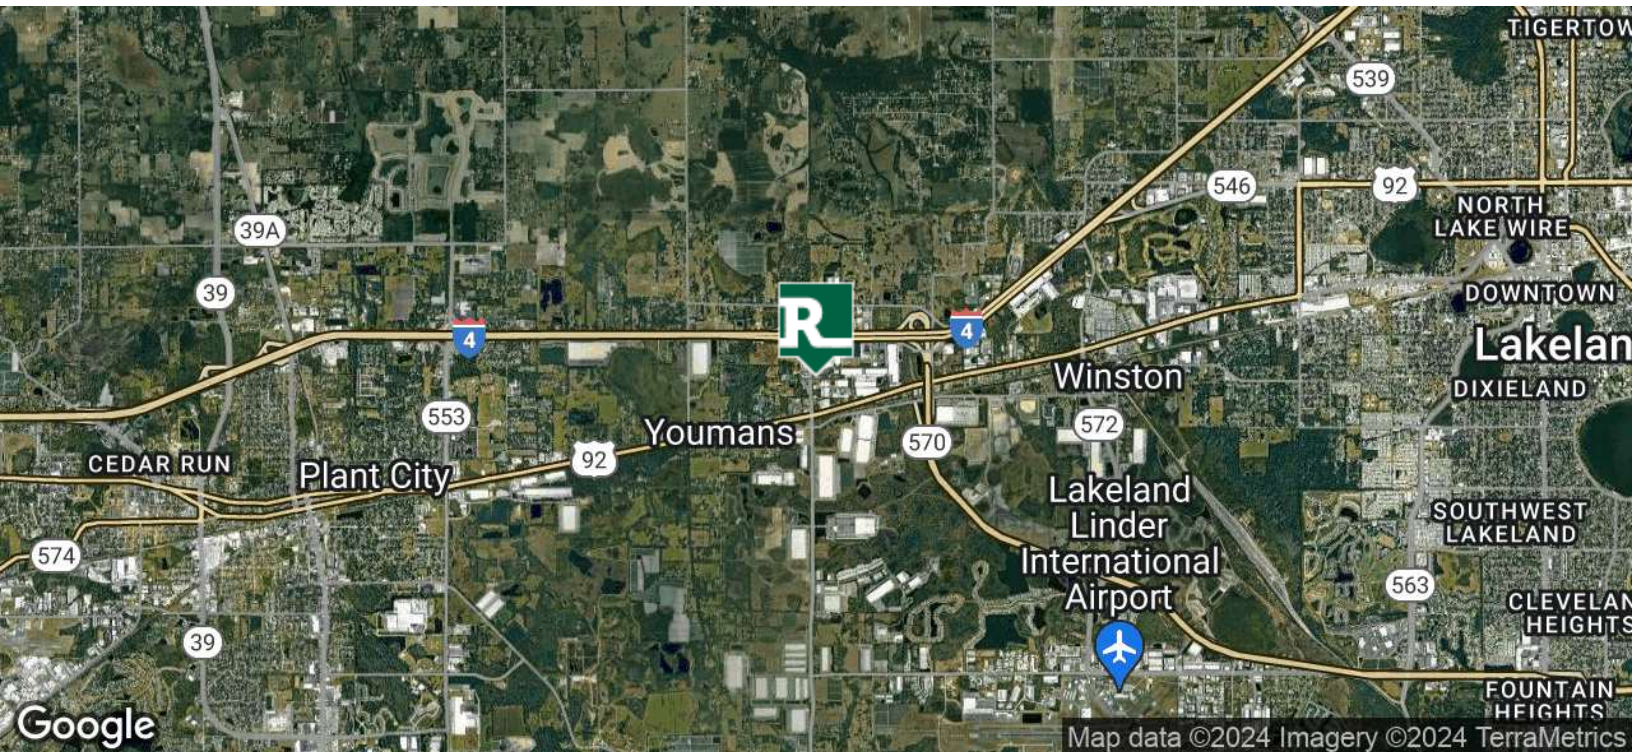 TIGERTOW
539
546
92
NORTH
LAKE WIRE
39A
39
DOWNTOWN
4
R
4
Lakelan
Winston
DIXIELAND
553
Youmans
570
572
CEDAR RUN
Plant City
92
Lakeland
Linder
International
Airport
SOUTHWEST
LAKELAND
574
563
CLEVELAN
HEIGHTS
39
FOUNTAIN
HEIGHTS
Google
Map data ©2024 Imagery ©2024 TerraMetrics